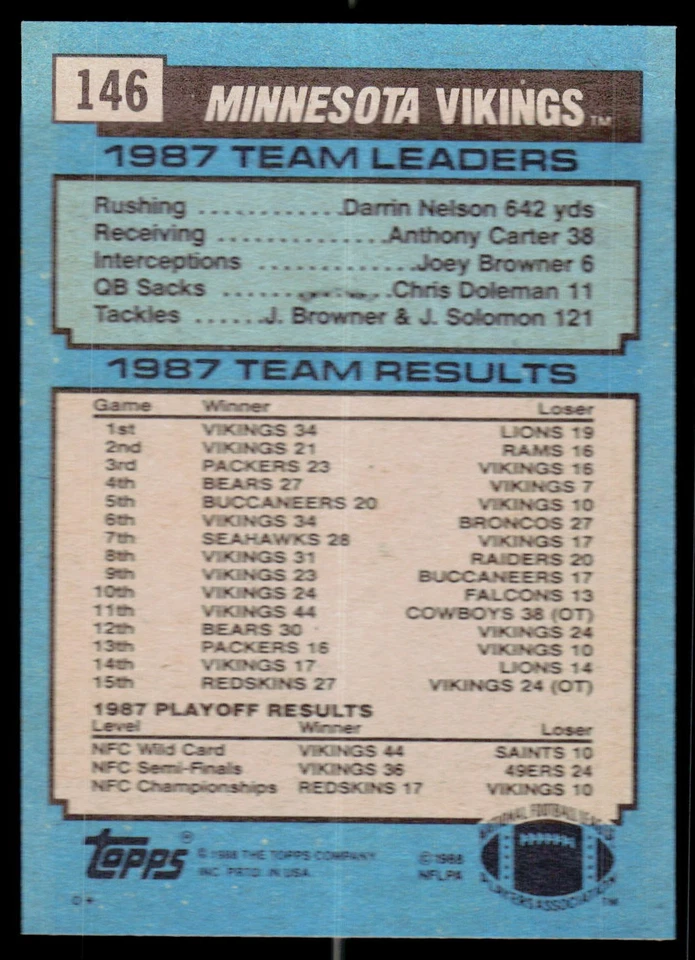 146
MINNESOTA VIKINGS TM
1987 TEAM LEADERS
Rushing ............Darrin Nelson 642 yds
Receiving ..............Anthony Carter 38
Interceptions .............Joey Browner 6
QB Sacks ..............Chris Doleman 11
Tackles ......J. Browner & J. Solomon 121
1987 TEAM RESULTS
Game Winner Loser
1st VIKINGS 34 LIONS 19
2nd VIKINGS 21 RAMS 16
3rd PACKERS 23 VIKINGS 16
4th BEARS 27 VIKINGS 7
5th BUCCANEERS 20 VIKINGS 10
6th VIKINGS 34 BRONCOS 27
7th SEAHAWKS 28 VIKINGS 17
8th VIKINGS 31 RAIDERS 20
9th VIKINGS 23 BUCCANEERS 17
10th VIKINGS 24 FALCONS 13
11th VIKINGS 44 COWBOYS 38 (OT)
12th BEARS 30 VIKINGS 24
13th PACKERS 16 VIKINGS 10
14th VIKINGS 17 LIONS 14
15th REDSKINS 27 VIKINGS 24 (OT)
1987 PLAYOFF RESULTS
Level Winner Loser
NFC Wild Card VIKINGS 44 SAINTS 10
NFC Semi-Finals VIKINGS 36 49ERS 24
NFC Championships REDSKINS 17 VIKINGS 10
topps ® © 1988 THE TOPPS COMPANY
INC. PRTD. IN USA
© 1988
NFLPA
NATIONAL FOOTBALL LEAGUE
PLAYERS ASSOCIATION TM
D*